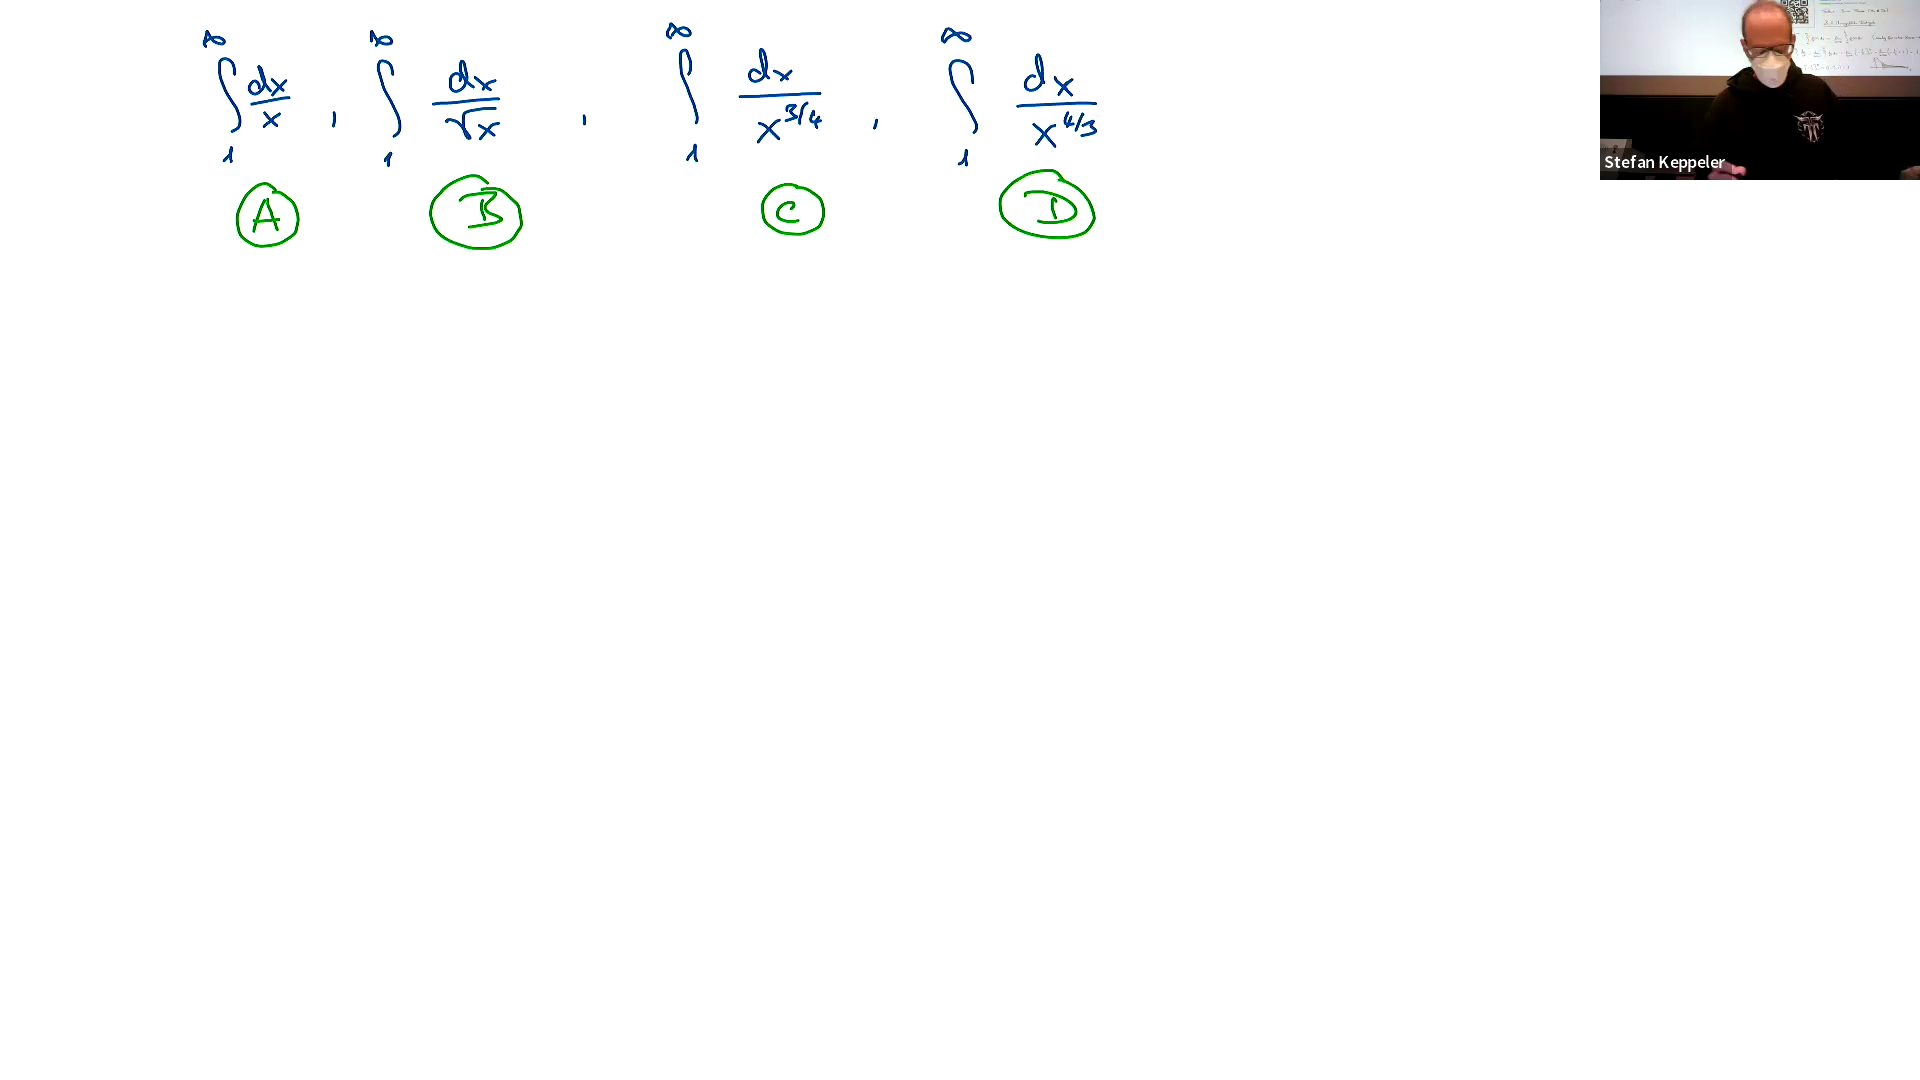 ∫₁^∞ dx/x , ∫₁^∞ dx/√x , ∫₁^∞ dx/x^{3/4} , ∫₁^∞ dx/x^{4/3}
A B C D
Stefan Keppeler